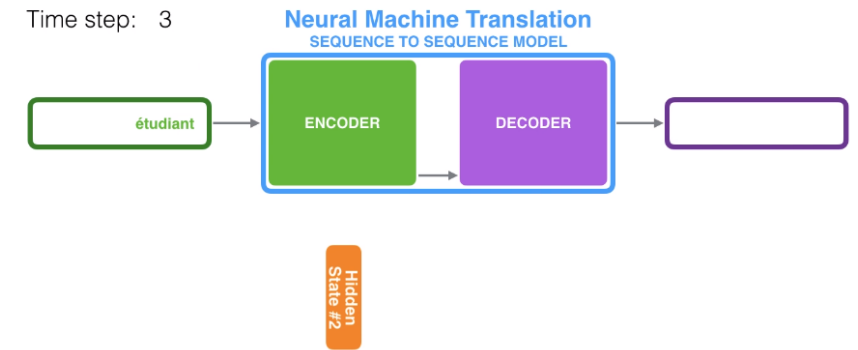 Time step: 3
Neural Machine Translation
SEQUENCE TO SEQUENCE MODEL
étudiant
ENCODER
DECODER
Hidden
State #2